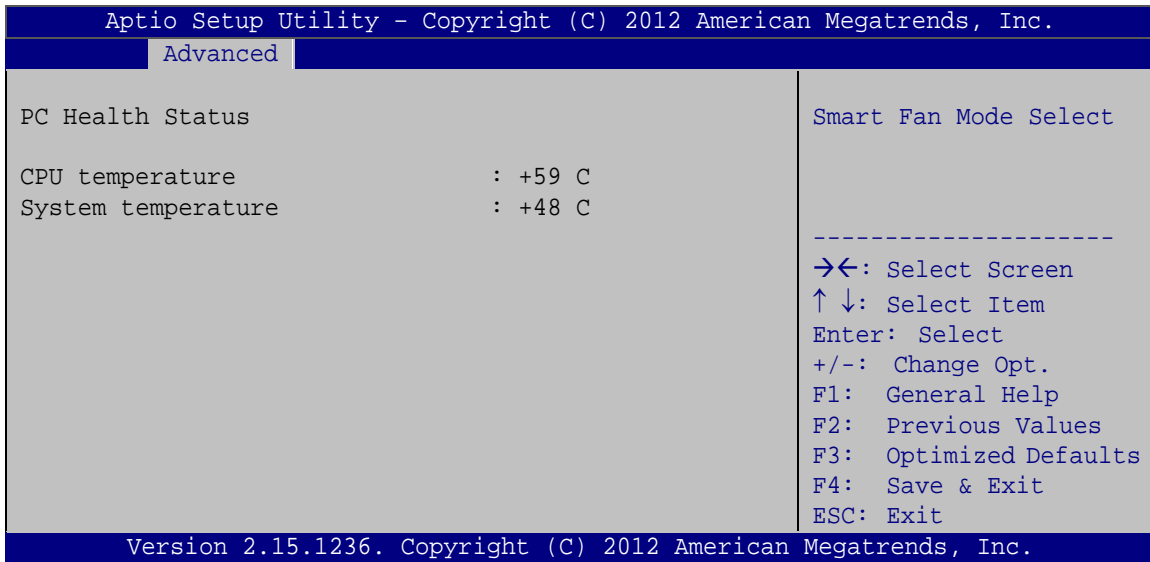 Aptio Setup Utility – Copyright (C) 2012 American Megatrends, Inc.
Advanced
PC Health Status
CPU temperature : +59 C
System temperature : +48 C
Smart Fan Mode Select
---------------------
→←: Select Screen
↑ ↓: Select Item
Enter: Select
+/-: Change Opt.
F1: General Help
F2: Previous Values
F3: Optimized Defaults
F4: Save & Exit
ESC: Exit
Version 2.15.1236. Copyright (C) 2012 American Megatrends, Inc.